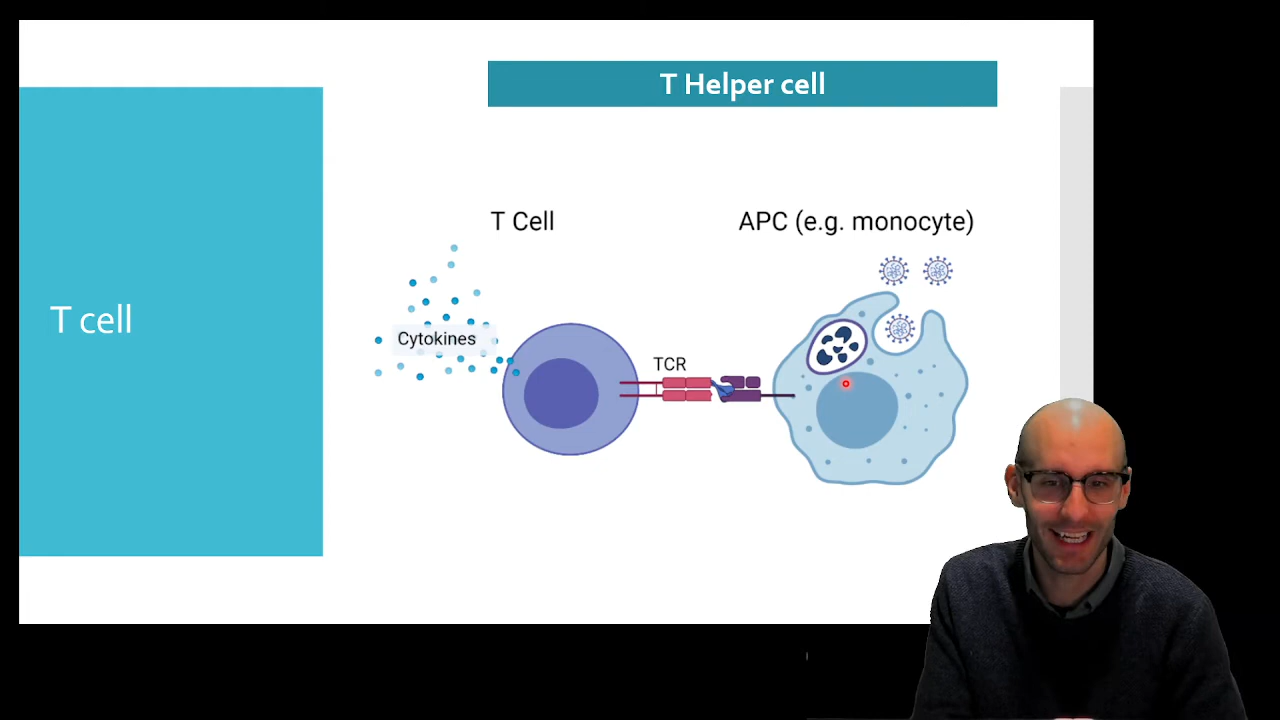 T Helper cell
T cell
T Cell
APC (e.g. monocyte)
Cytokines
TCR